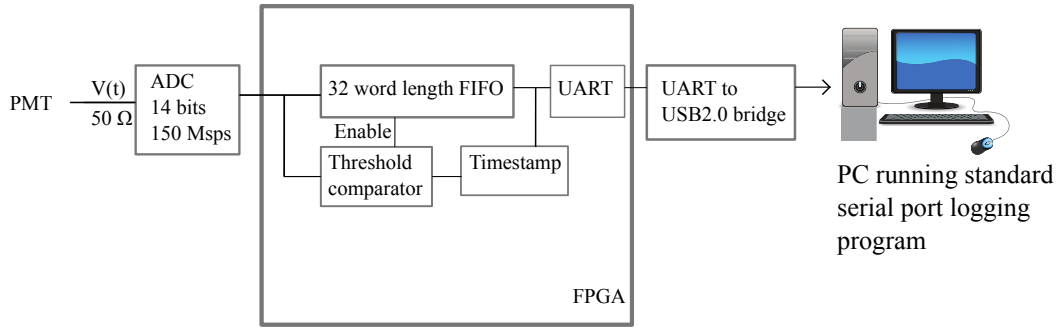 PMT
V(t)
50 Ω
ADC
14 bits
150 Msps
32 word length FIFO
Enable
Threshold
comparator
Timestamp
UART
FPGA
UART to
USB2.0 bridge
PC running standard
serial port logging
program